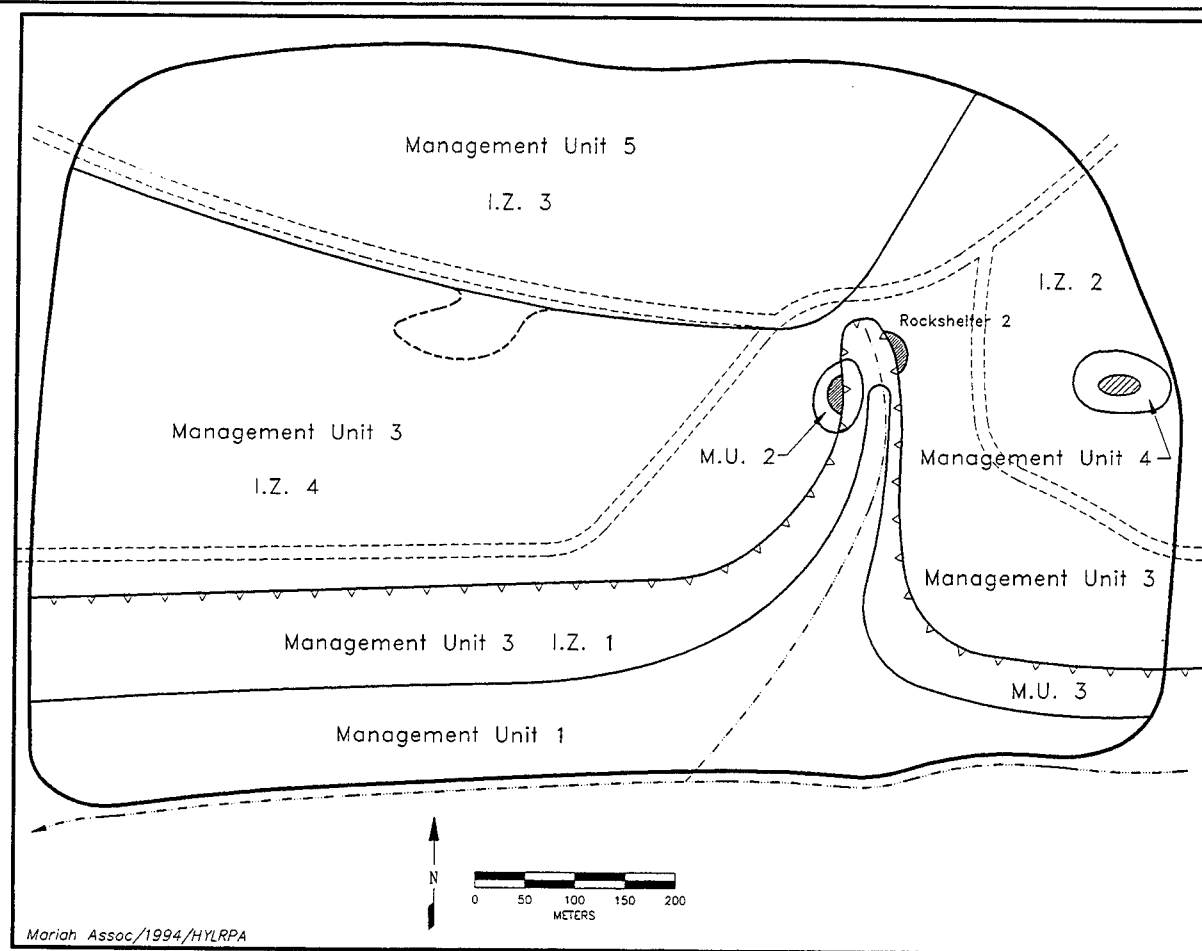 Management Unit 5
I.Z. 3
I.Z. 2
Rockshelter 2
Management Unit 3
I.Z. 4
M.U. 2
Management Unit 4
Management Unit 3
Management Unit 3 I.Z. 1
M.U. 3
Management Unit 1
N
0 50 100 150 200
METERS
Mariah Assoc/1994/HYLRPA